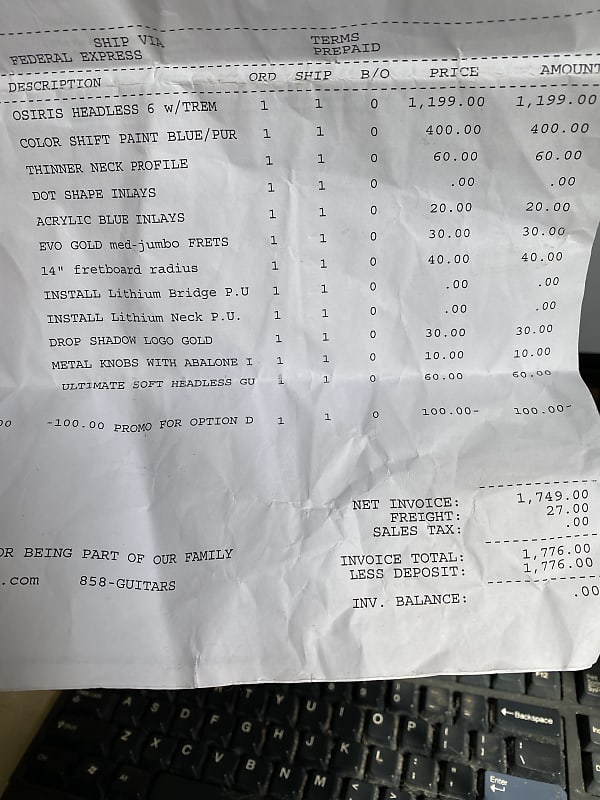 SHIP VIA TERMS
FEDERAL EXPRESS PREPAID
DESCRIPTION ORD SHIP B/O PRICE AMOUNT
OSIRIS HEADLESS 6 W/TREM 1 1 0 1,199.00 1,199.00
COLOR SHIFT PAINT BLUE/PUR 1 1 0 400.00 400.00
THINNER NECK PROFILE 1 1 0 60.00 60.00
DOT SHAPE INLAYS 1 1 0 .00 .00
ACRYLIC BLUE INLAYS 1 1 0 20.00 20.00
EVO GOLD med-jumbo FRETS 1 1 0 30.00 30.00
14" fretboard radius 1 1 0 40.00 40.00
INSTALL Lithium Bridge P.U 1 1 0 .00 .00
INSTALL Lithium Neck P.U. 1 1 0 .00 .00
DROP SHADOW LOGO GOLD 1 1 0 30.00 30.00
METAL KNOBS WITH ABALONE I 1 1 0 10.00 10.00
ULTIMATE SOFT HEADLESS GU 1 1 0 60.00 60.00
00 -100.00 PROMO FOR OPTION D 1 1 0 100.00- 100.00-
NET INVOICE: 1,749.00
FREIGHT: 27.00
SALES TAX: .00
OR BEING PART OF OUR FAMILY
INVOICE TOTAL: 1,776.00
.com 858-GUITARS
LESS DEPOSIT: 1,776.00
INV. BALANCE: .00
F12
T Y U I O P Backspace
A S D F G H J K L
Z X C V B N M Enter